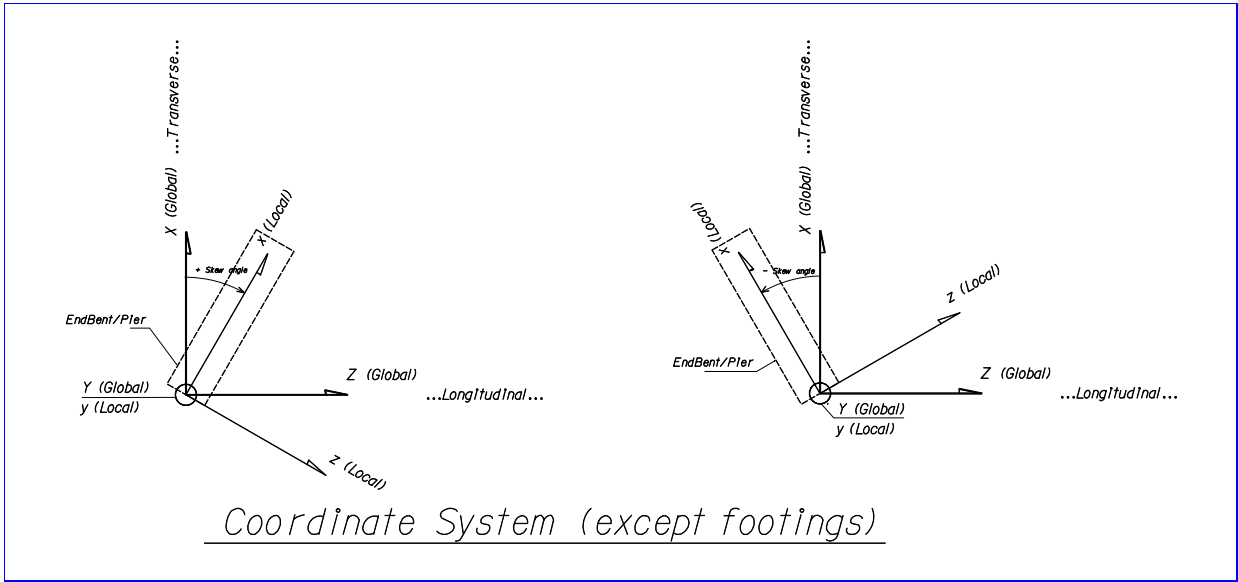 X (Global) ...Transverse...
x (Local)
+ Skew angle
EndBent/Pier
Y (Global)
y (Local)
Z (Global)
...Longitudinal...
z (Local)
X (Global) ...Transverse...
x (Local)
- Skew angle
z (Local)
EndBent/Pier
Z (Global)
...Longitudinal...
Y (Global)
y (Local)
Coordinate System (except footings)